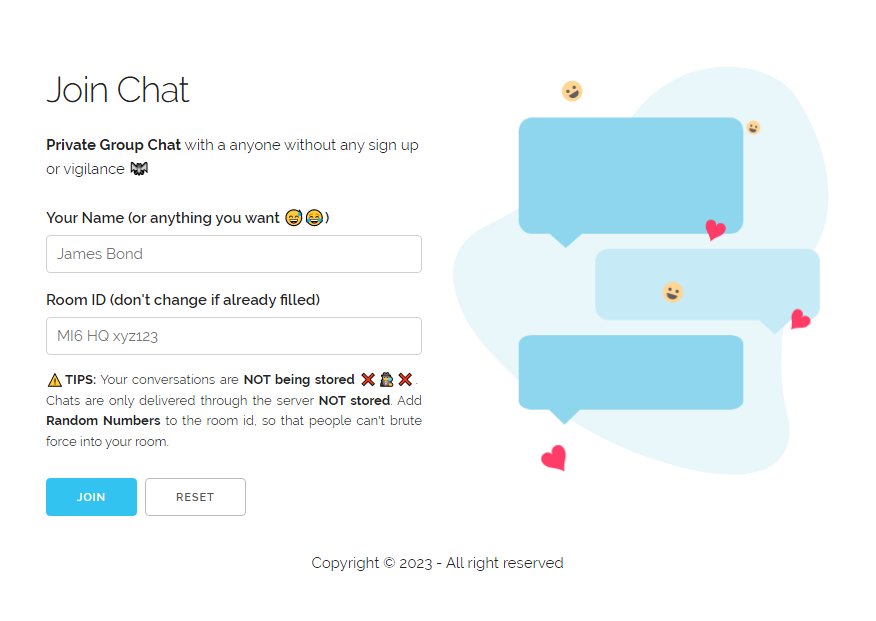 Join Chat
Private Group Chat with a anyone without any sign up
or vigilance
Your Name (or anything you want 😅😂)
James Bond
Room ID (don't change if already filled)
MI6 HQ xyz123
⚠️ TIPS: Your conversations are NOT being stored ❌🕵️❌.
Chats are only delivered through the server NOT stored. Add
Random Numbers to the room id, so that people can't brute
force into your room.
JOIN
RESET
Copyright © 2023 - All right reserved